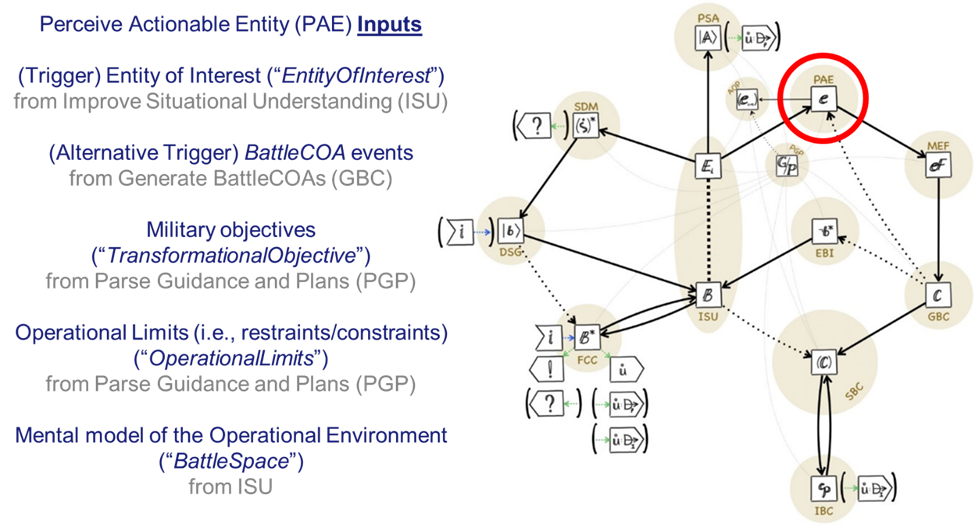 Perceive Actionable Entity (PAE) Inputs
(Trigger) Entity of Interest (“EntityOfInterest”)
from Improve Situational Understanding (ISU)
(Alternative Trigger) BattleCOA events
from Generate BattleCOAs (GBC)
Military objectives
(“TransformationalObjective”)
from Parse Guidance and Plans (PGP)
Operational Limits (i.e., restraints/constraints)
(“OperationalLimits”)
from Parse Guidance and Plans (PGP)
Mental model of the Operational Environment
(“BattleSpace”)
from ISU
PSA
PAE
e
SDM
?
MEF
PGP
G/P
DSG
i
EBI
ISU
B
GBC
C
FCC
i
B*
!
?
SBC
(C)
IBC